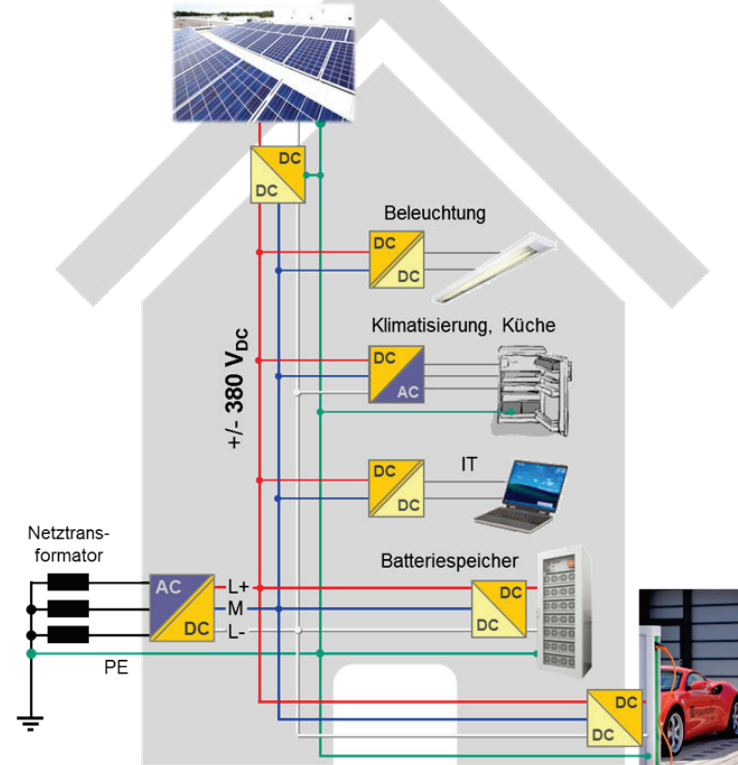 DC
DC
Beleuchtung
DC
DC
Klimatisierung, Küche
DC
AC
+/- 380 VDC
IT
DC
DC
Netztrans-
formator
Batteriespeicher
AC
DC
L+
M
L-
DC
DC
PE
DC
DC